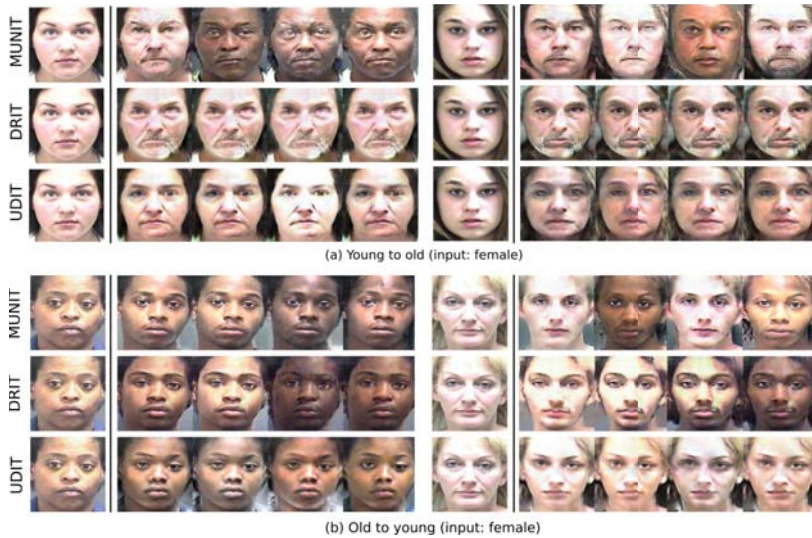 MUNIT
DRIT
UDIT
(a) Young to old (input: female)
MUNIT
DRIT
UDIT
(b) Old to young (input: female)